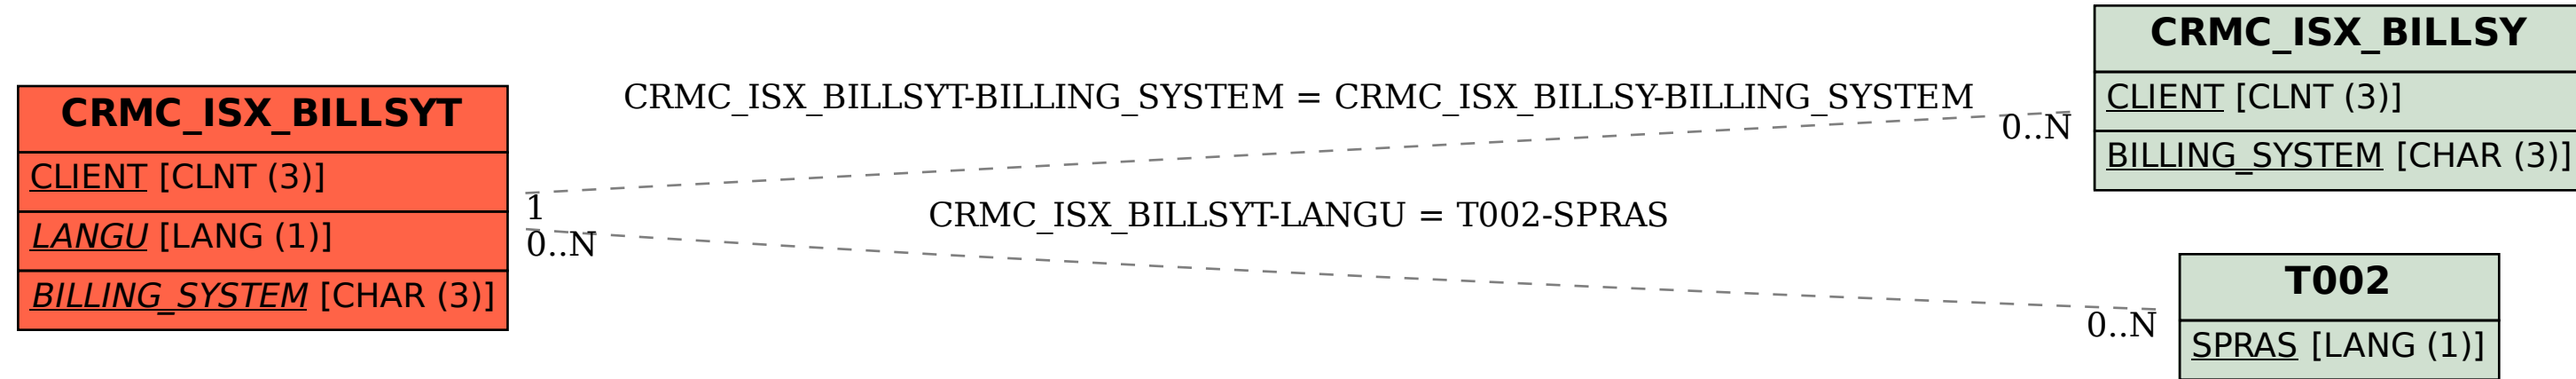 CRMC_ISX_BILLSYT
CLIENT [CLNT (3)]
LANGU [LANG (1)]
BILLING_SYSTEM [CHAR (3)]
CRMC_ISX_BILLSYT-BILLING_SYSTEM = CRMC_ISX_BILLSY-BILLING_SYSTEM
1
0..N
CRMC_ISX_BILLSYT-LANGU = T002-SPRAS
0..N
0..N
CRMC_ISX_BILLSY
CLIENT [CLNT (3)]
BILLING_SYSTEM [CHAR (3)]
T002
SPRAS [LANG (1)]